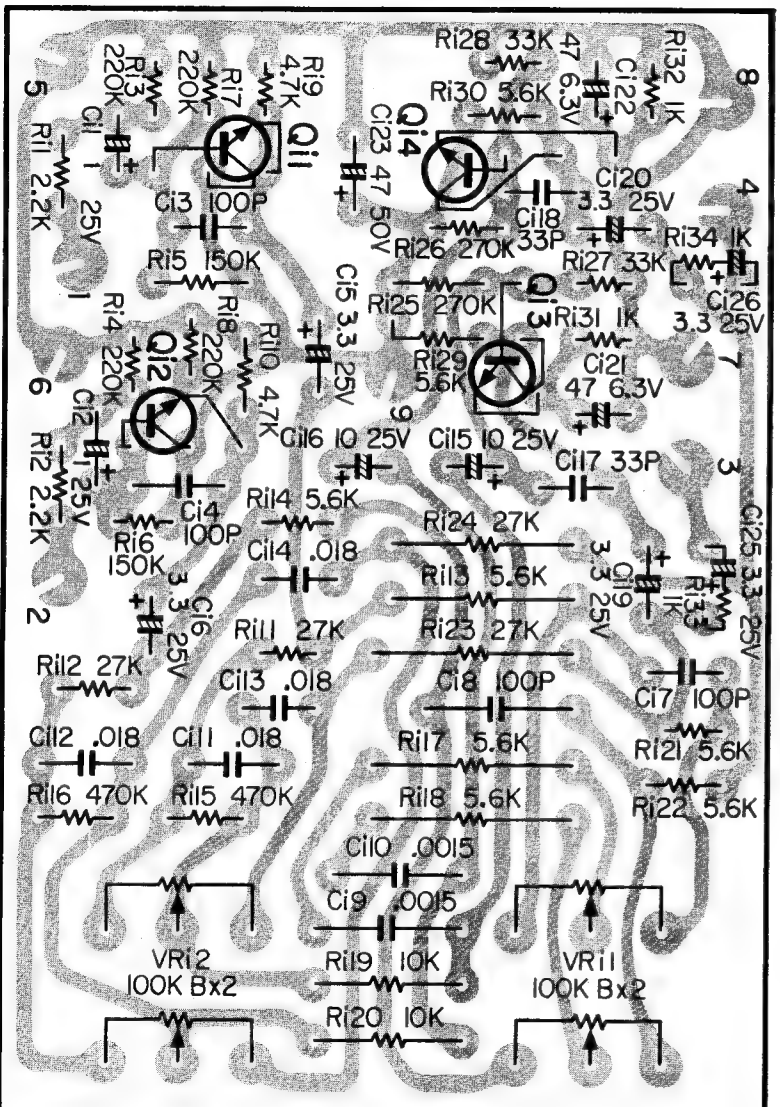 5
Ri3
220K
Ri7
220K
Ri9
4.7K
Ri28 33K
Ri30 5.6K
47 6.3V
Ci22
Ri32 1K
8
Ci1 1
25V
Ri1 2.2K
Qi1
Ci23 47 50V
Qi4
Ci3 100P
Ci18
33P
Ci20
3.3 25V
4
Ri26 270K
Ri34 1K
Ri5 150K
1
Ri27 33K
Ci26
3.3 25V
Ri25 270K
Qi3
Ci5 3.3 25V
Ri31 1K
Ri4
220K
Qi2
Ri8
220K
Ri10 4.7K
Ri29
5.6K
Ci21
47 6.3V
7
6
Ci2
1 25V
9
Ci16 10 25V
Ci15 10 25V
Ci17 33P
3
Ri2 2.2K
Ci4
100P
Ri14 5.6K
Ri6
150K
Ri24 27K
Ci14 .018
Ci25 3.3
25V
3.3 25V
Ci19
1K
Ri33
Ri13 5.6K
2
Ci6
3.3 25V
Ri11 27K
Ri23 27K
Ri12 27K
Ci13 .018
Ci8 100P
Ci7 100P
Ci12 .018
Ci11 .018
Ri17 5.6K
Ri21 5.6K
Ri16 470K
Ri15 470K
Ri18 5.6K
Ri22 5.6K
Ci10 .0015
Ci9 .0015
VRi2
100K Bx2
Ri19 10K
VRi1
100K Bx2
Ri20 10K